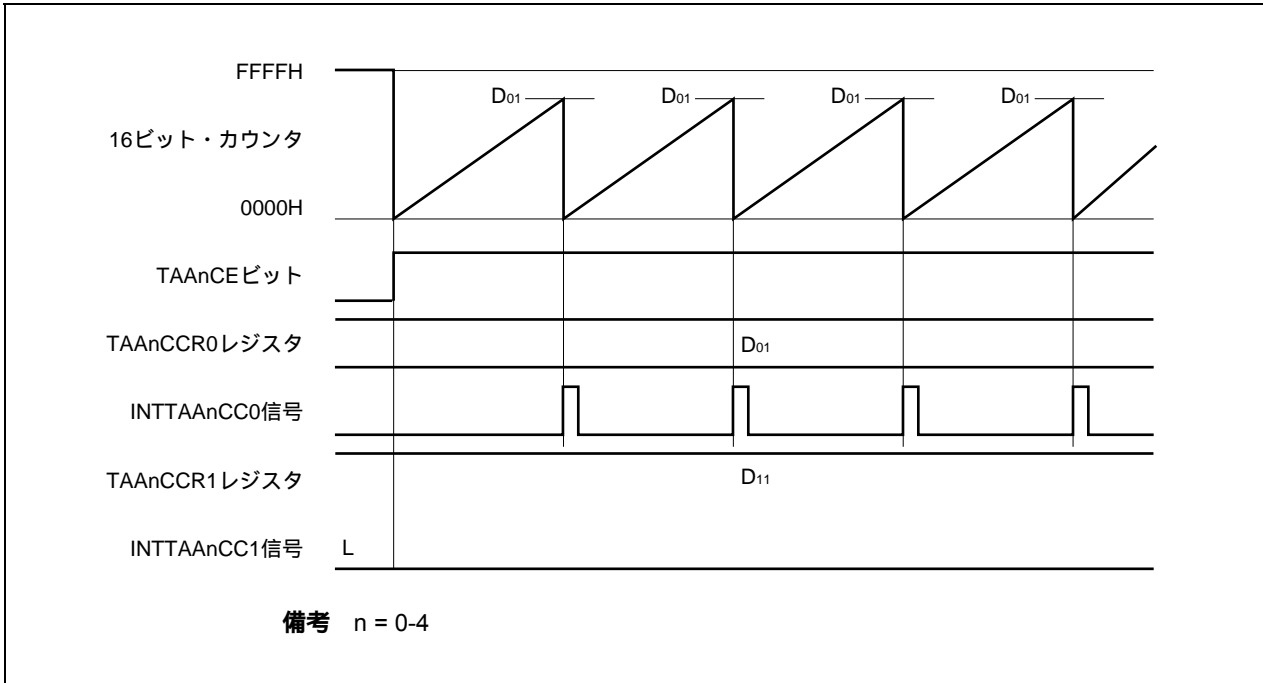 FFFFH
D01 D01 D01 D01
16ビット・カウンタ
0000H
TAAnCEビット
TAAnCCR0レジスタ
D01
INTTAAnCC0信号
TAAnCCR1レジスタ
D11
INTTAAnCC1信号 L
備考 n = 0-4